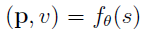 (p, v) = f_θ(s)